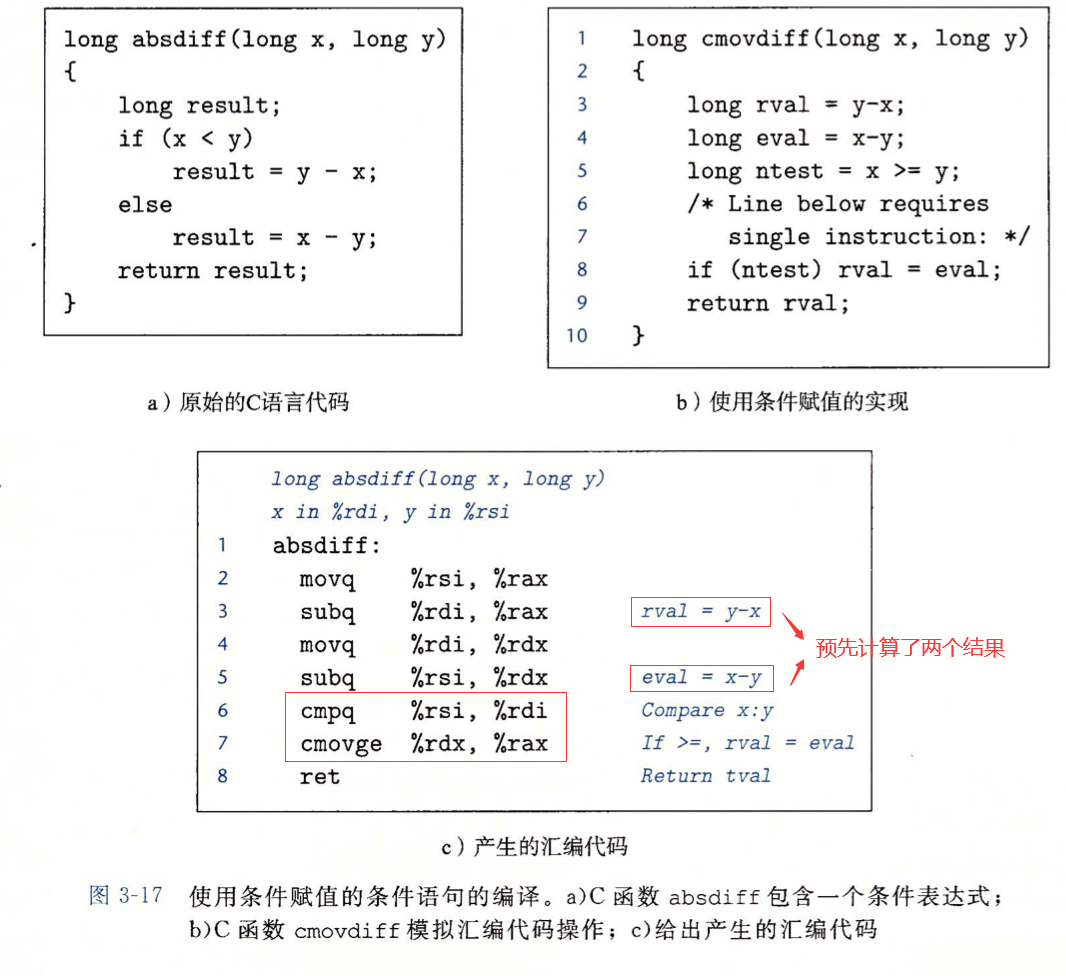 long absdiff(long x, long y)
{
    long result;
    if (x < y)
        result = y - x;
    else
        result = x - y;
    return result;
}
a）原始的C语言代码
1 long cmovdiff(long x, long y)
2 {
3     long rval = y-x;
4     long eval = x-y;
5     long ntest = x >= y;
6     /* Line below requires
7        single instruction: */
8     if (ntest) rval = eval;
9     return rval;
10 }
b）使用条件赋值的实现
long absdiff(long x, long y)
x in %rdi, y in %rsi
1 absdiff:
2   movq    %rsi, %rax
3   subq    %rdi, %rax    rval = y-x
4   movq    %rdi, %rdx
预先计算了两个结果
5   subq    %rsi, %rdx    eval = x-y
6   cmpq    %rsi, %rdi    Compare x:y
7   cmovge  %rdx, %rax    If >=, rval = eval
8   ret    Return tval
c）产生的汇编代码
图 3-17 使用条件赋值的条件语句的编译。a)C 函数 absdiff 包含一个条件表达式；
b)C 函数 cmovdiff 模拟汇编代码操作；c)给出产生的汇编代码